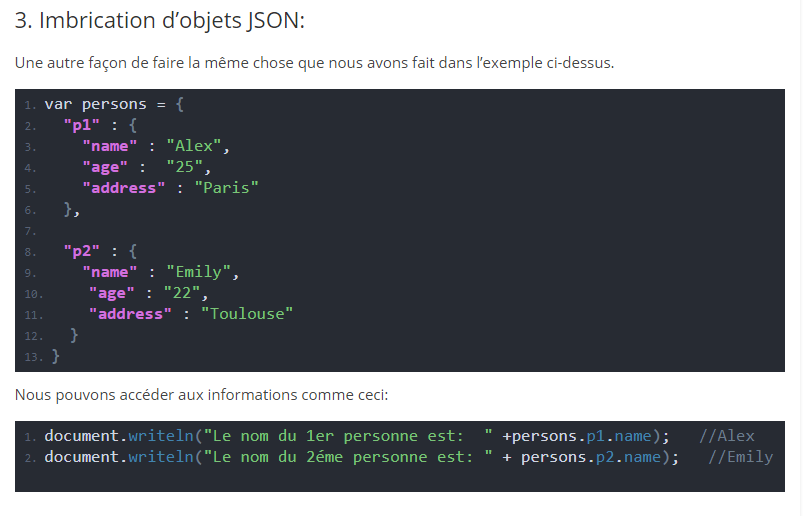 3. Imbrication d’objets JSON:
Une autre façon de faire la même chose que nous avons fait dans l’exemple ci-dessus.
1. var persons = {
2.   "p1" : {
3.     "name" : "Alex",
4.     "age" :  "25",
5.     "address" : "Paris"
6.   },
7.
8.   "p2" : {
9.     "name" : "Emily",
10.     "age" : "22",
11.     "address" : "Toulouse"
12.   }
13. }
Nous pouvons accéder aux informations comme ceci:
1. document.writeln("Le nom du 1er personne est:  " +persons.p1.name);   //Alex
2. document.writeln("Le nom du 2éme personne est: " + persons.p2.name);   //Emily